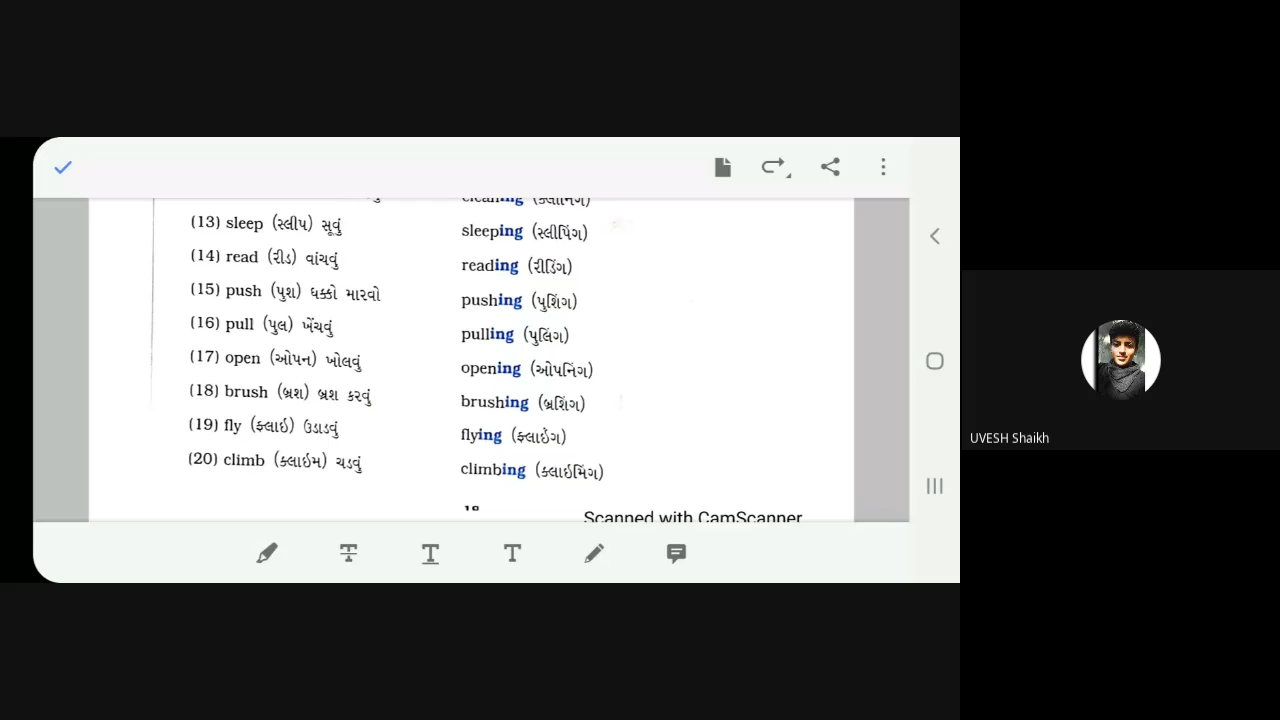 cleaning (ક્લીનિંગ)
(13) sleep (સ્લીપ) સૂવું sleeping (સ્લીપિંગ)
(14) read (રીડ) વાંચવું reading (રીડિંગ)
(15) push (પુશ) ધક્કો મારવો pushing (પુશિંગ)
(16) pull (પુલ) ખેંચવું pulling (પુલિંગ)
(17) open (ઓપન) ખોલવું opening (ઓપનિંગ)
(18) brush (બ્રશ) બ્રશ કરવું brushing (બ્રશિંગ)
(19) fly (ફ્લાઇ) ઉડાડવું flying (ફ્લાઇંગ)
(20) climb (ક્લાઇમ) ચડવું climbing (ક્લાઇમિંગ)
Scanned with CamScanner
UVESH Shaikh